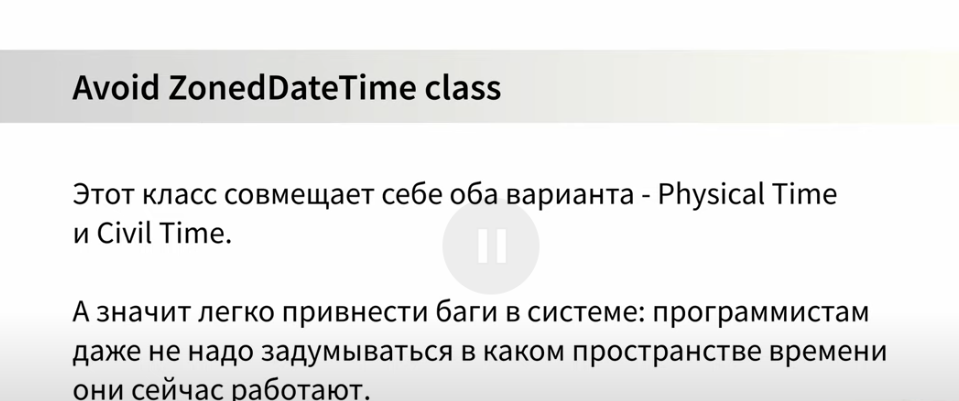 Avoid ZonedDateTime class
Этот класс совмещает себе оба варианта - Physical Time
и Civil Time.
А значит легко привнести баги в системе: программистам
даже не надо задумываться в каком пространстве времени
они сейчас работают.